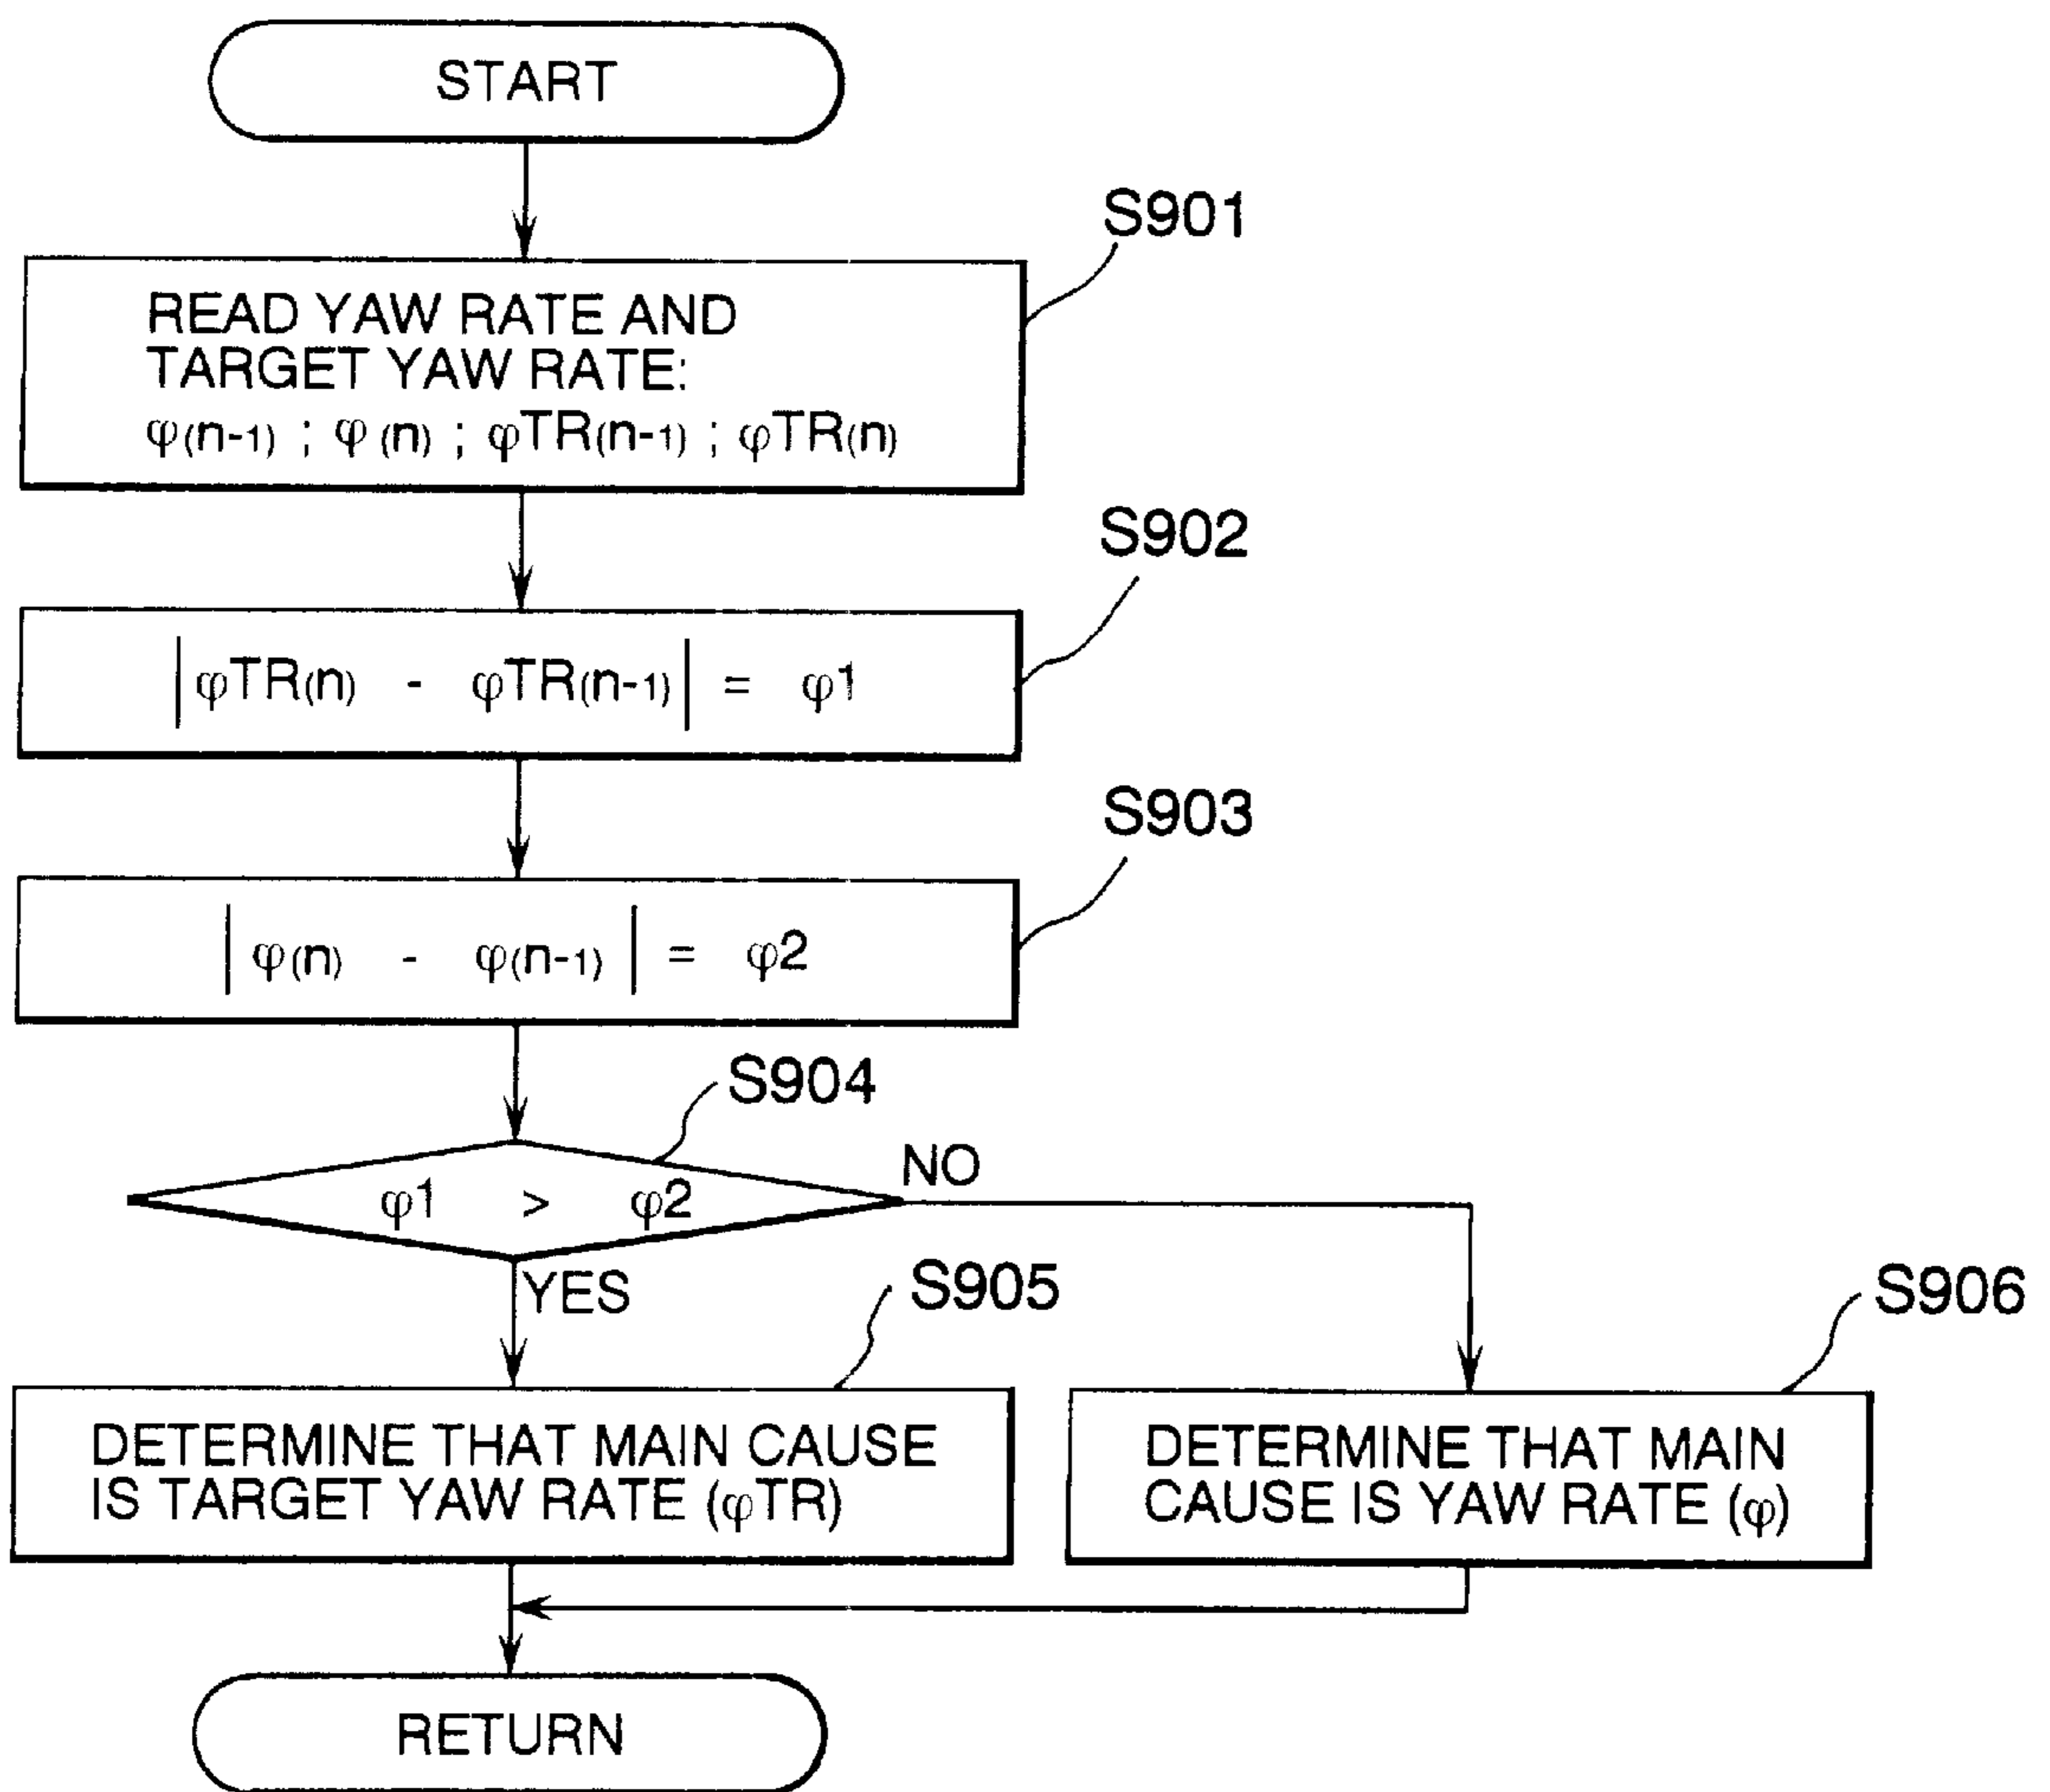 START
S901
READ YAW RATE AND
TARGET YAW RATE:
φ(n-1) ; φ(n) ; φTR(n-1) ; φTR(n)
S902
|φTR(n) - φTR(n-1)| = φ1
S903
|φ(n) - φ(n-1)| = φ2
S904
φ1 > φ2
NO
YES
S905
S906
DETERMINE THAT MAIN CAUSE
IS TARGET YAW RATE (φTR)
DETERMINE THAT MAIN
CAUSE IS YAW RATE (φ)
RETURN